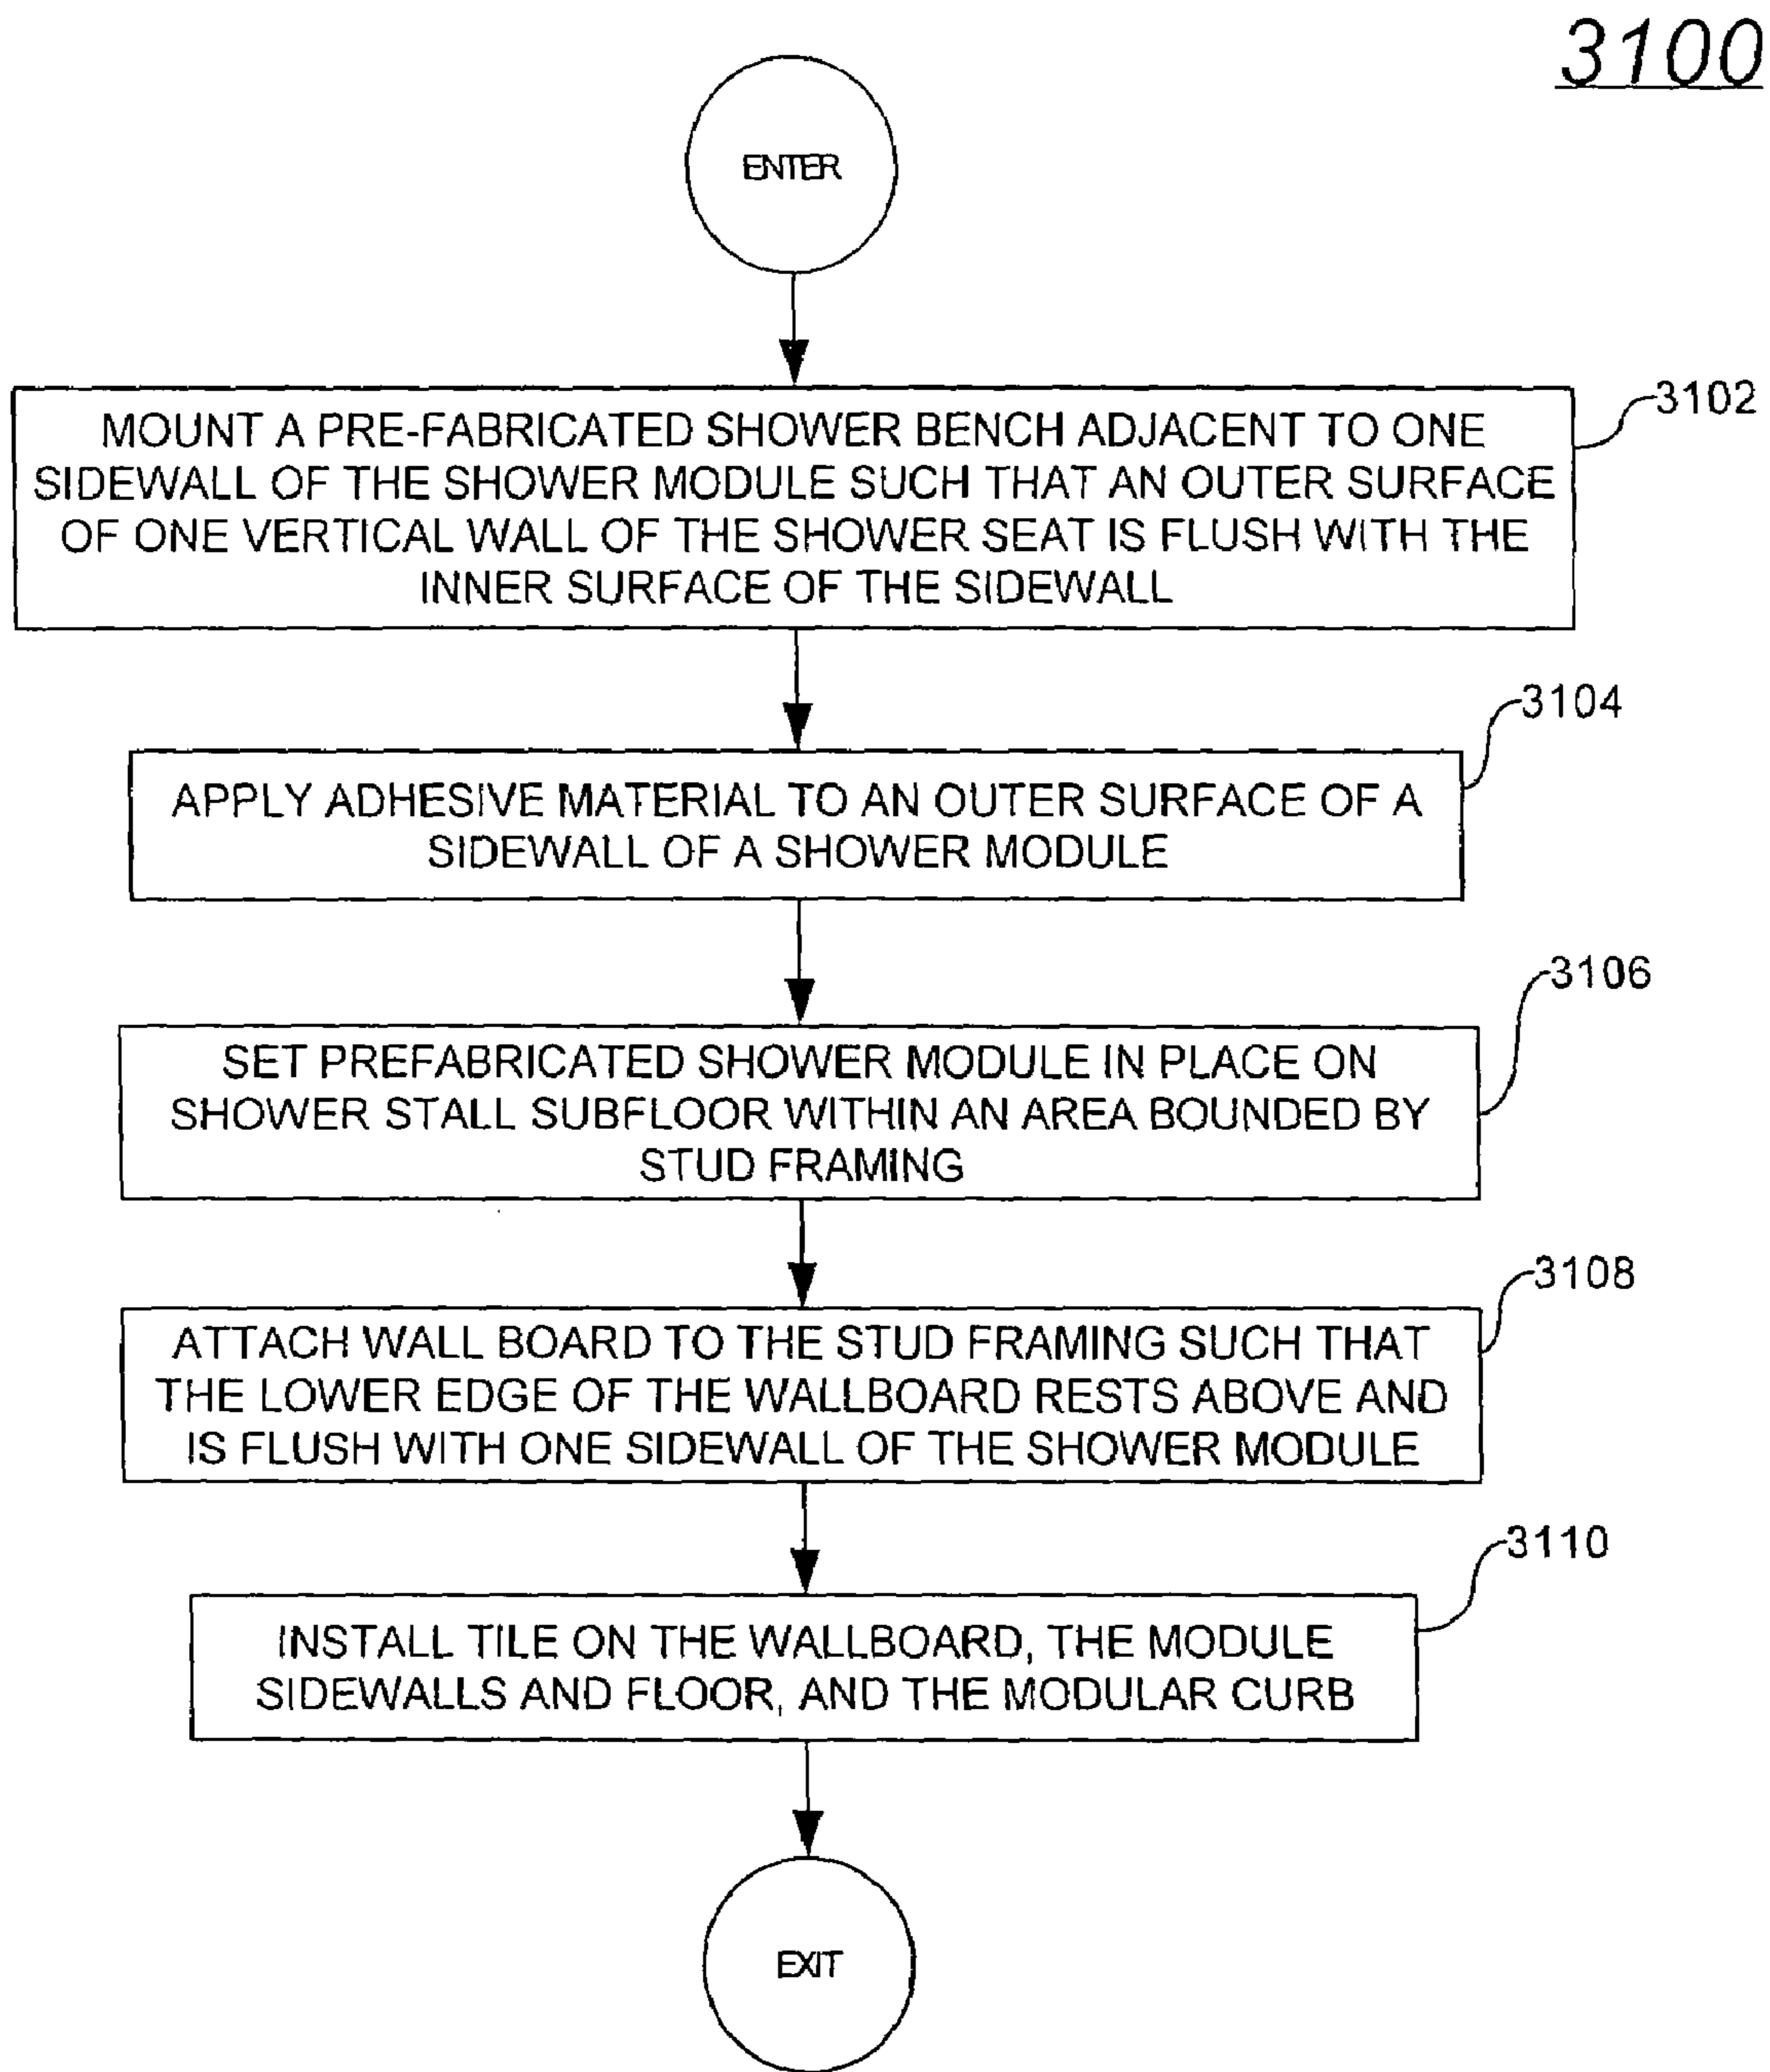 3100
ENTER
MOUNT A PRE-FABRICATED SHOWER BENCH ADJACENT TO ONE
SIDEWALL OF THE SHOWER MODULE SUCH THAT AN OUTER SURFACE
OF ONE VERTICAL WALL OF THE SHOWER SEAT IS FLUSH WITH THE
INNER SURFACE OF THE SIDEWALL
3102
APPLY ADHESIVE MATERIAL TO AN OUTER SURFACE OF A
SIDEWALL OF A SHOWER MODULE
3104
SET PREFABRICATED SHOWER MODULE IN PLACE ON
SHOWER STALL SUBFLOOR WITHIN AN AREA BOUNDED BY
STUD FRAMING
3106
ATTACH WALL BOARD TO THE STUD FRAMING SUCH THAT
THE LOWER EDGE OF THE WALLBOARD RESTS ABOVE AND
IS FLUSH WITH ONE SIDEWALL OF THE SHOWER MODULE
3108
INSTALL TILE ON THE WALLBOARD, THE MODULE
SIDEWALLS AND FLOOR, AND THE MODULAR CURB
3110
EXIT